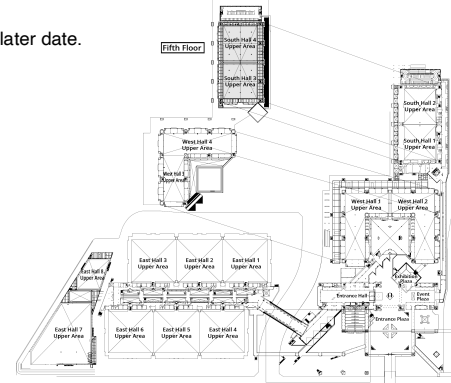 later date.
Fifth Floor
South Hall 4
Upper Area
South Hall 3
Upper Area
South Hall 2
Upper Area
South Hall 1
Upper Area
West Hall 4
Upper Area
West Hall 3
Upper Area
West Hall 1
Upper Area
West Hall 2
Upper Area
East Hall 3
Upper Area
East Hall 2
Upper Area
East Hall 1
Upper Area
East Hall 8
Upper Area
Exhibition
Plaza
Entrance Hall
Event
Plaza
Entrance Plaza
East Hall 7
Upper Area
East Hall 6
Upper Area
East Hall 5
Upper Area
East Hall 4
Upper Area